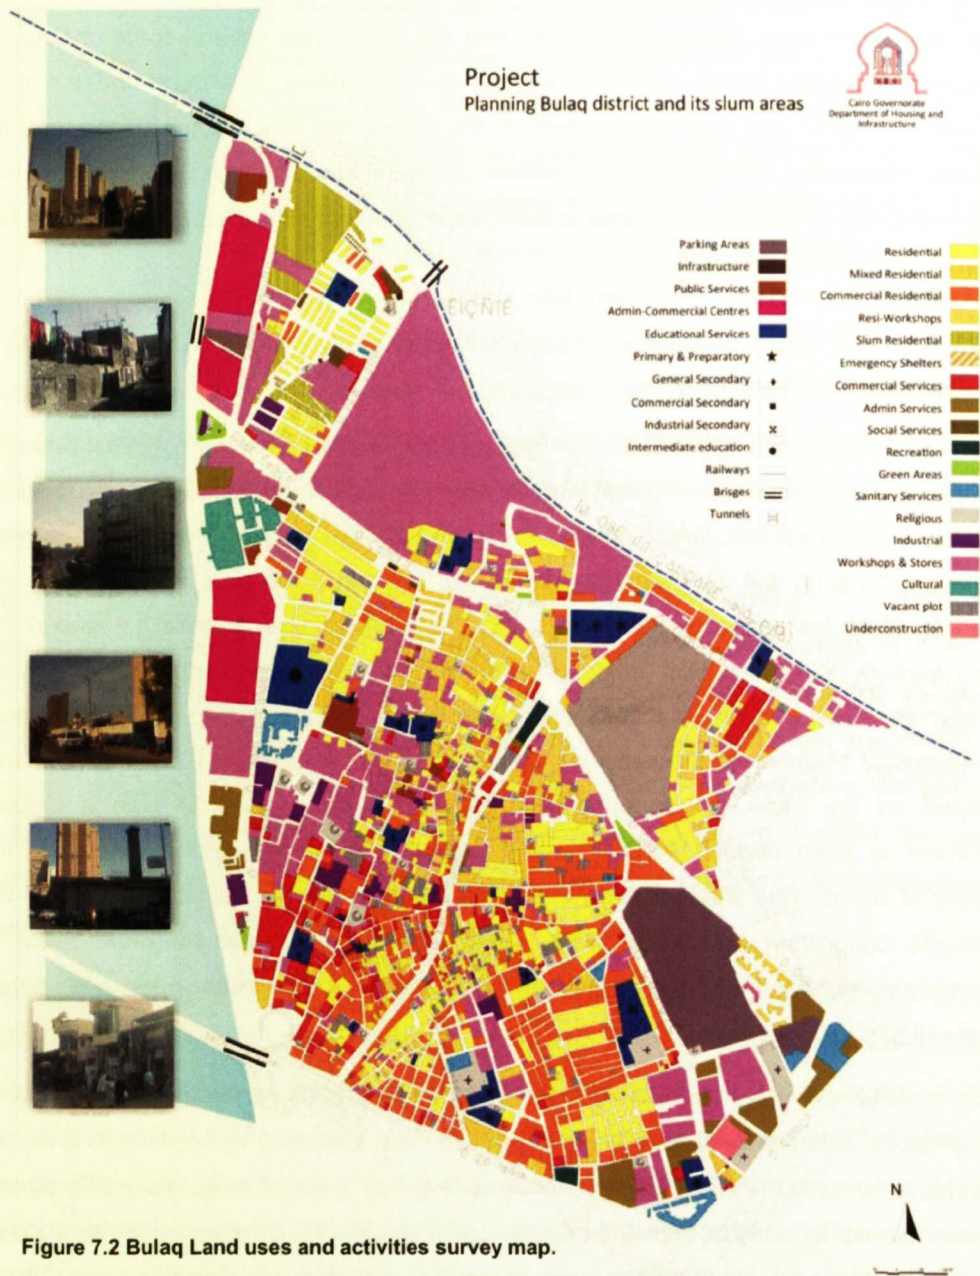 Project
Planning Bulaq district and its slum areas
Cairo Governorate
Department of Housing and
Infrastructure
Parking Areas
Infrastructure
Public Services
Admin-Commercial Centres
Educational Services
Primary & Preparatory
General Secondary
Commercial Secondary
Industrial Secondary
Intermediate education
Railways
Brisges
Tunnels
Residential
Mixed Residential
Commercial Residential
Resi-Workshops
Slum Residential
Emergency Shelters
Commercial Services
Admin Services
Social Services
Recreation
Green Areas
Sanitary Services
Religious
Industrial
Workshops & Stores
Cultural
Vacant plot
Underconstruction
N
Figure 7.2 Bulaq Land uses and activities survey map.